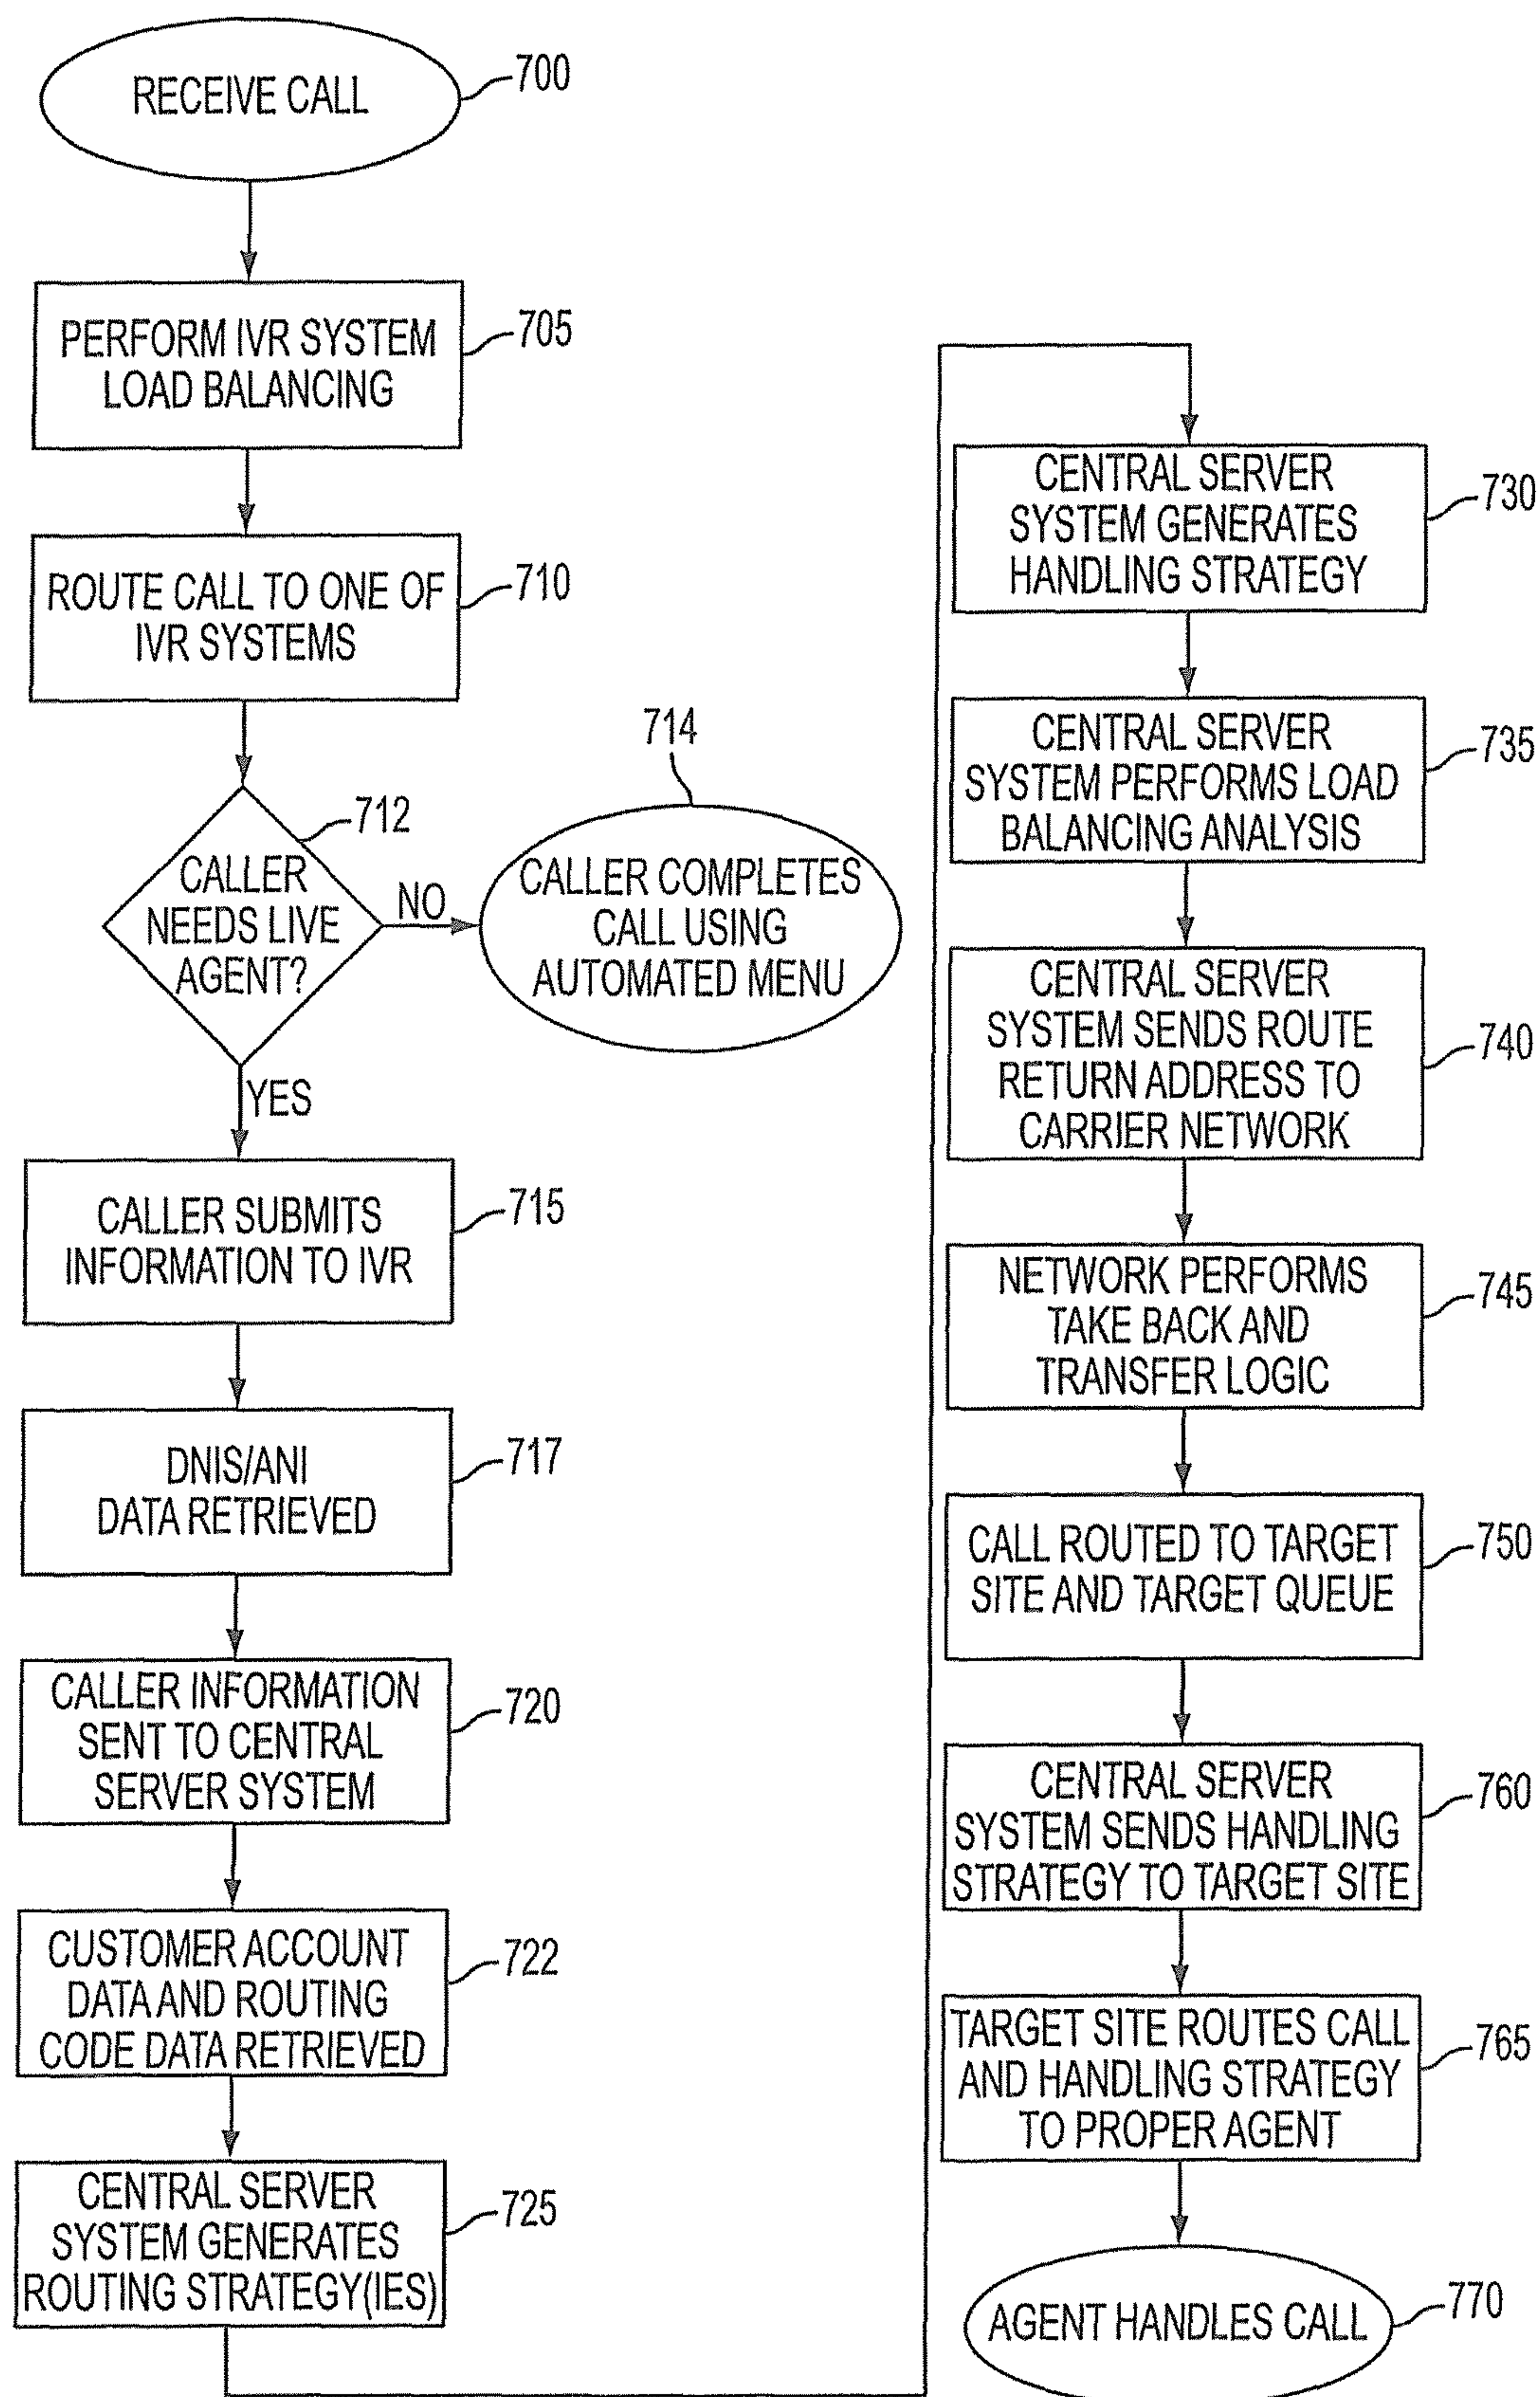 RECEIVE CALL
700
PERFORM IVR SYSTEM
LOAD BALANCING
705
ROUTE CALL TO ONE OF
IVR SYSTEMS
710
CALLER
NEEDS LIVE
AGENT?
712
NO
714
CALLER COMPLETES
CALL USING
AUTOMATED MENU
YES
CALLER SUBMITS
INFORMATION TO IVR
715
DNIS/ANI
DATA RETRIEVED
717
CALLER INFORMATION
SENT TO CENTRAL
SERVER SYSTEM
720
CUSTOMER ACCOUNT
DATA AND ROUTING
CODE DATA RETRIEVED
722
CENTRAL SERVER
SYSTEM GENERATES
ROUTING STRATEGY(IES)
725
CENTRAL SERVER
SYSTEM GENERATES
HANDLING STRATEGY
730
CENTRAL SERVER
SYSTEM PERFORMS LOAD
BALANCING ANALYSIS
735
CENTRAL SERVER
SYSTEM SENDS ROUTE
RETURN ADDRESS TO
CARRIER NETWORK
740
NETWORK PERFORMS
TAKE BACK AND
TRANSFER LOGIC
745
CALL ROUTED TO TARGET
SITE AND TARGET QUEUE
750
CENTRAL SERVER
SYSTEM SENDS HANDLING
STRATEGY TO TARGET SITE
760
TARGET SITE ROUTES CALL
AND HANDLING STRATEGY
TO PROPER AGENT
765
AGENT HANDLES CALL
770